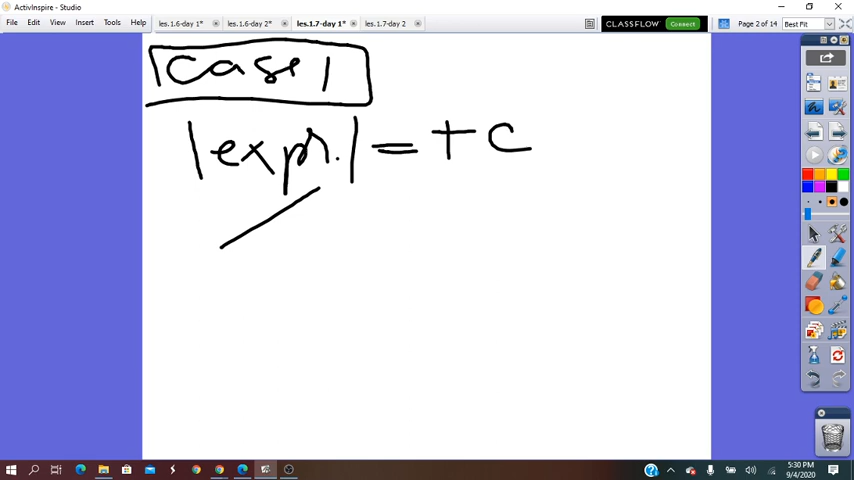 ActivInspire - Studio
File Edit View Insert Tools Help
les.1.6-day 1* les.1.6-day 2* les.1.7-day 1* les.1.7-day 2
CLASSFLOW Connect Page 2 of 14 Best Fit
Case 1
|expr.| = + c
5:30 PM
9/4/2020